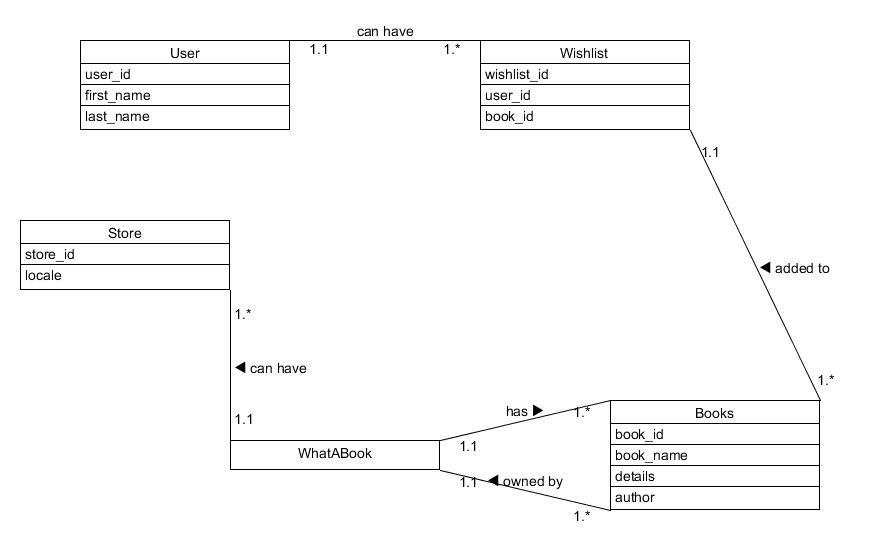 can have
User
1.1
1.*
Wishlist
user_id
first_name
last_name
wishlist_id
user_id
book_id
1.1
Store
store_id
locale
◀ added to
1.*
◀ can have
1.1
1.*
has ▶
1.*
Books
WhatABook
1.1
book_id
book_name
details
author
1.1
◀ owned by
1.*